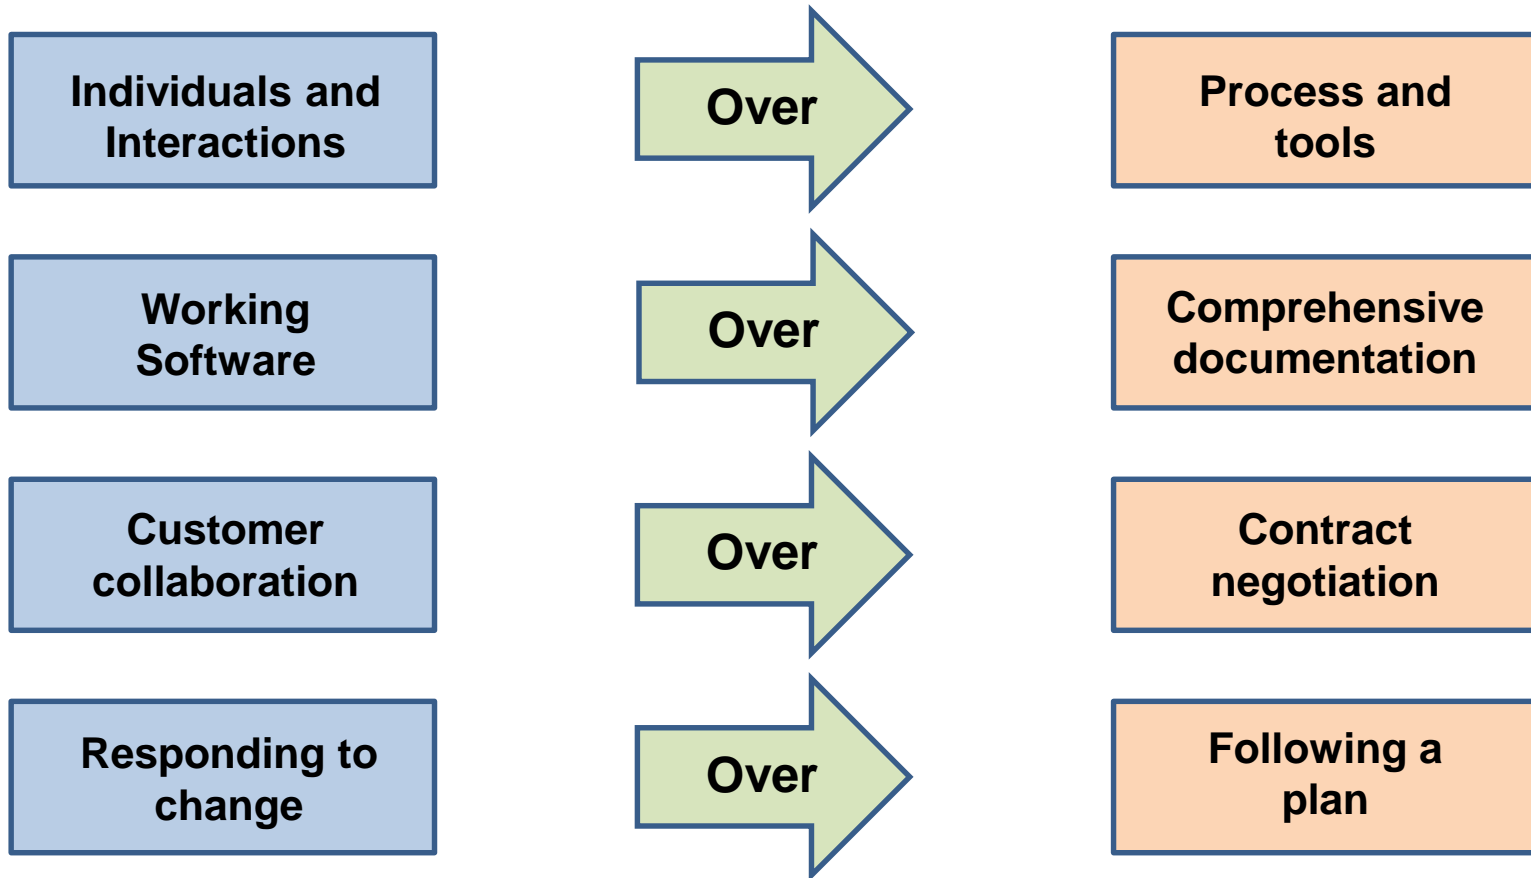 Individuals and
Interactions
Over
Process and
tools
Working
Software
Over
Comprehensive
documentation
Customer
collaboration
Over
Contract
negotiation
Responding to
change
Over
Following a
plan